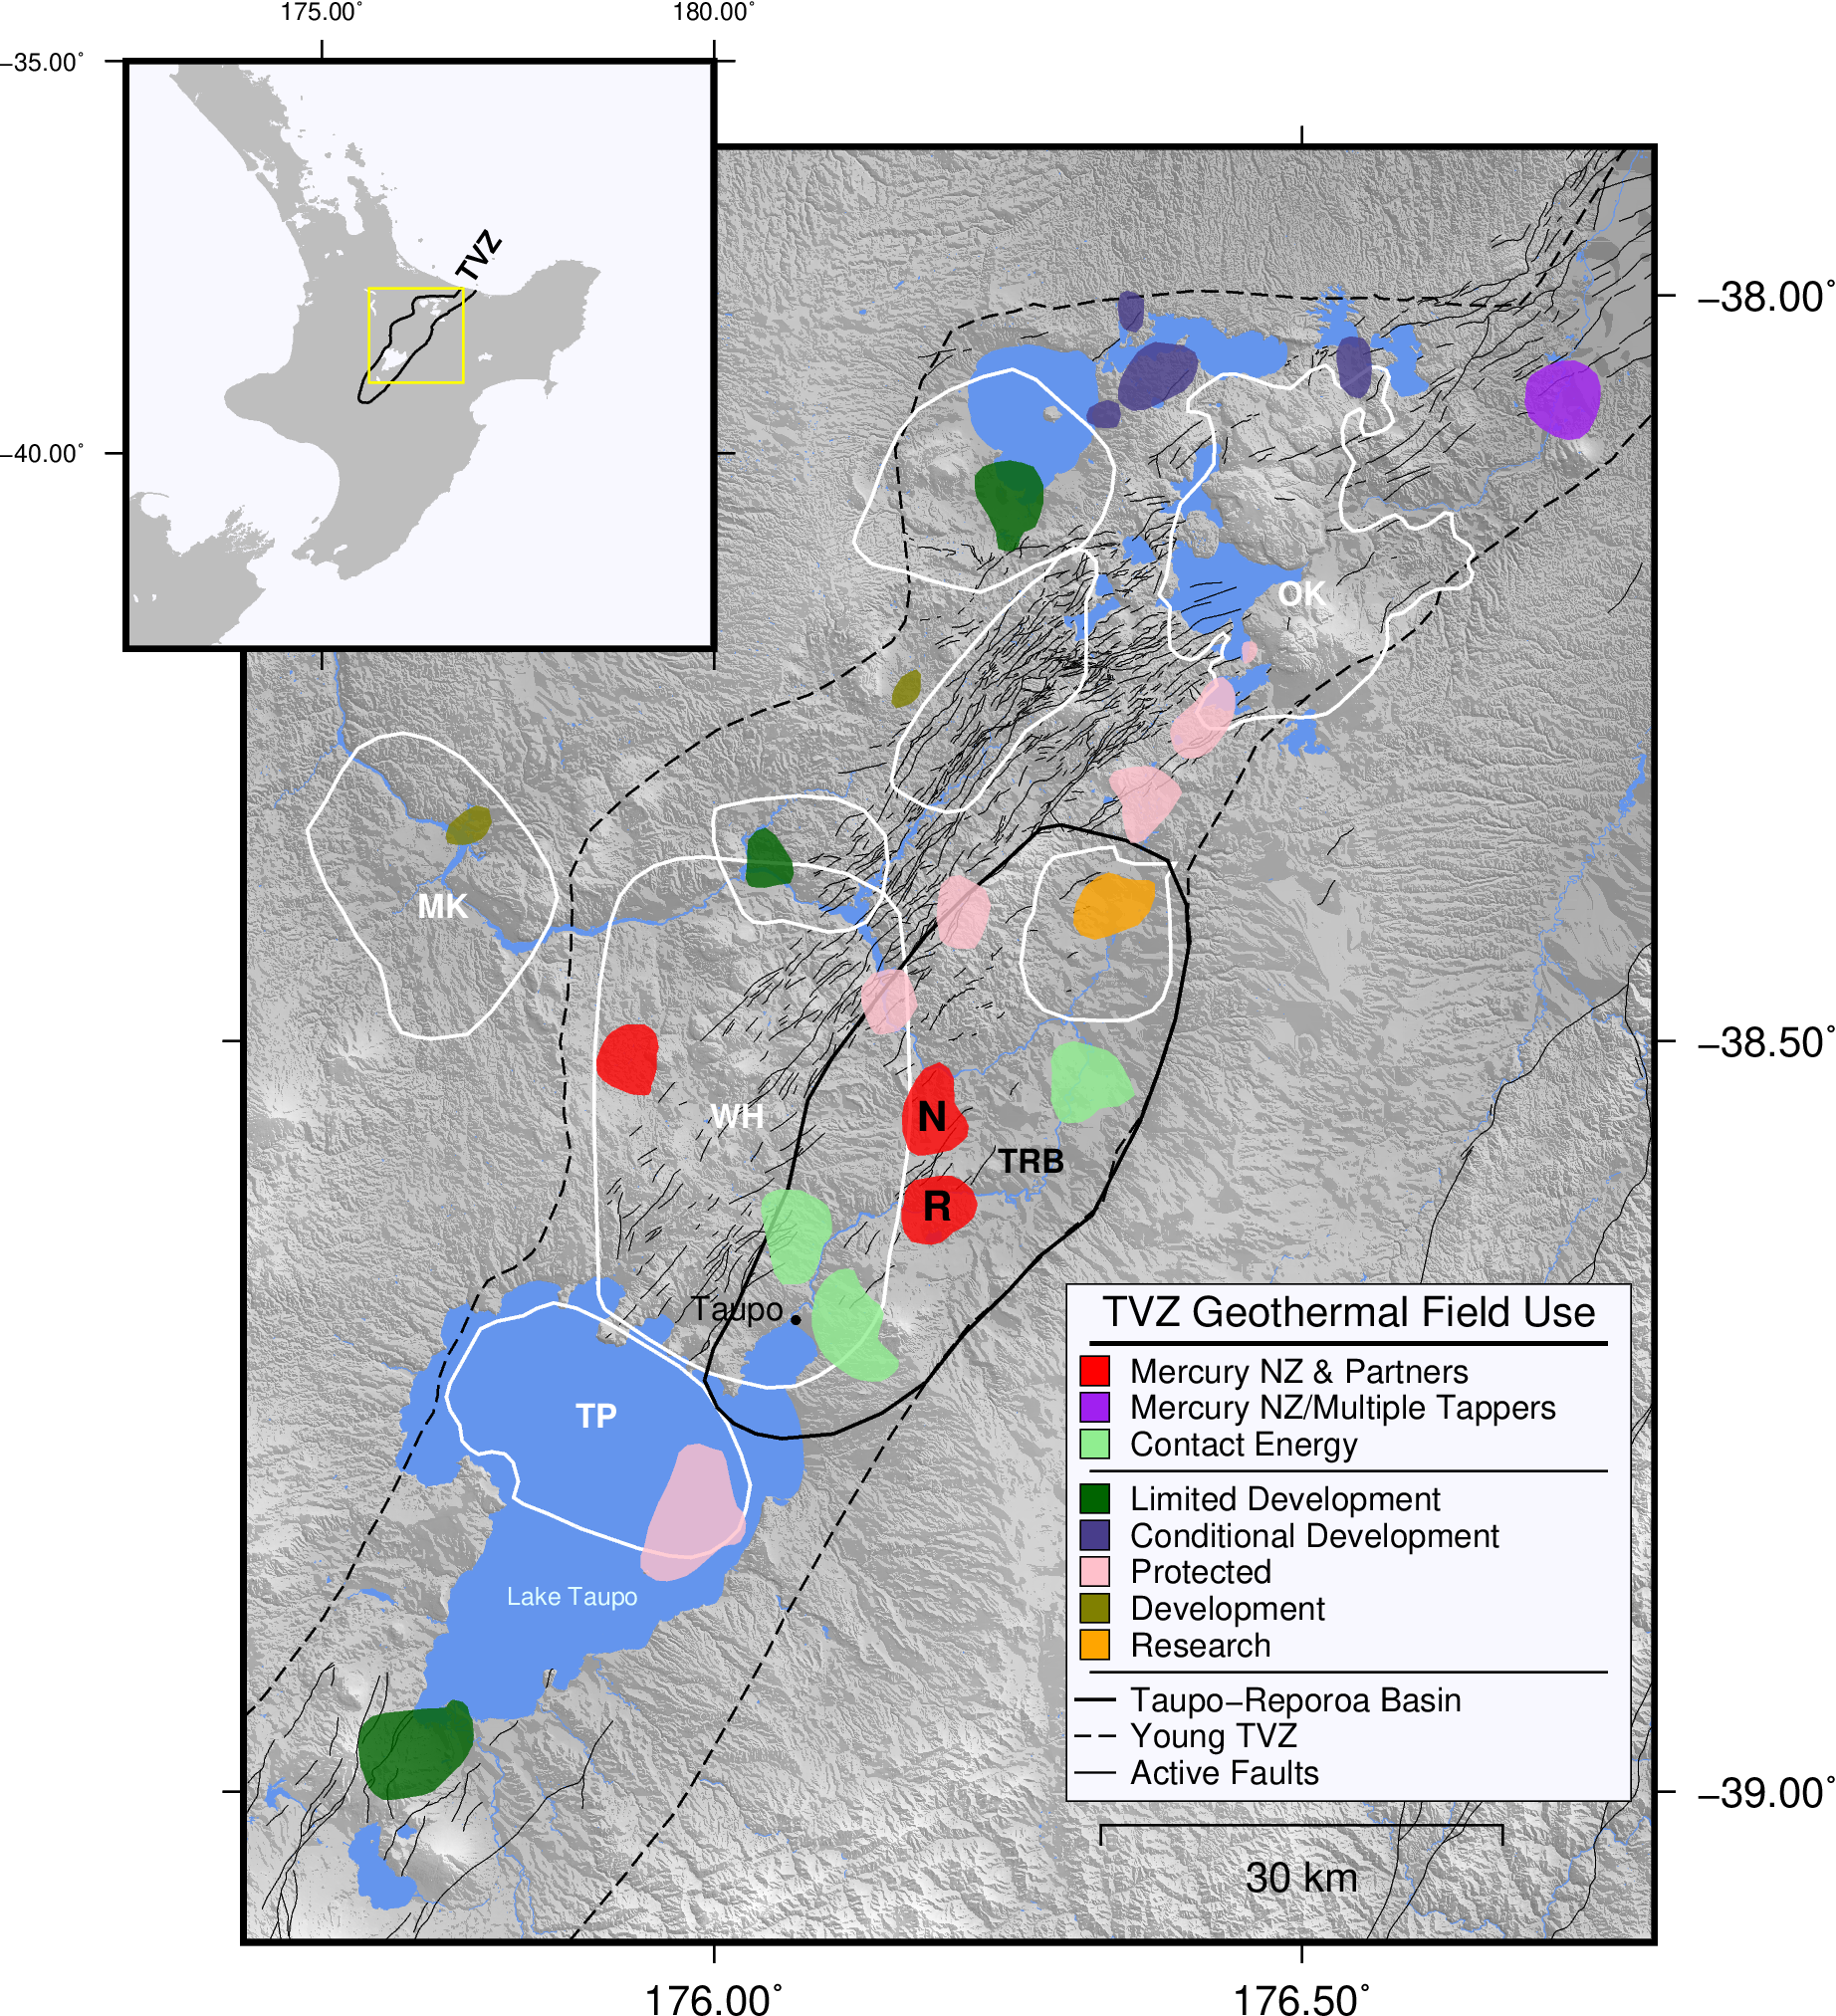 175.00° 180.00°
−35.00°
−40.00°
TVZ
−38.00°
−38.50°
−39.00°
OK
MK
WH
N
TRB
R
Taupo
TP
Lake Taupo
TVZ Geothermal Field Use
Mercury NZ & Partners
Mercury NZ/Multiple Tappers
Contact Energy
Limited Development
Conditional Development
Protected
Development
Research
Taupo−Reporoa Basin
Young TVZ
Active Faults
30 km
176.00° 176.50°